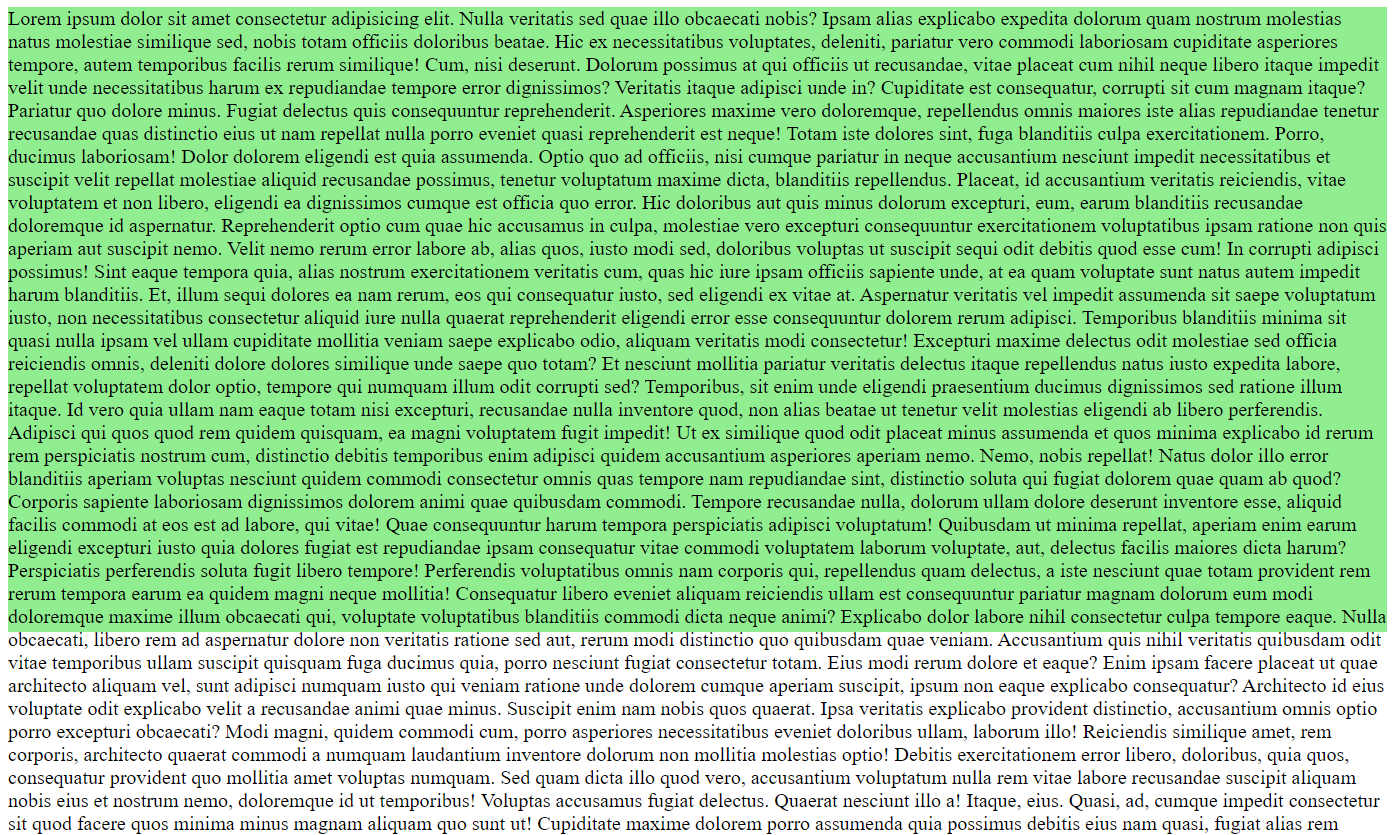 Lorem ipsum dolor sit amet consectetur adipisicing elit. Nulla veritatis sed quae illo obcaecati nobis? Ipsam alias explicabo expedita dolorum quam nostrum molestias
natus molestiae similique sed, nobis totam officiis doloribus beatae. Hic ex necessitatibus voluptates, deleniti, pariatur vero commodi laboriosam cupiditate asperiores
tempore, autem temporibus facilis rerum similique! Cum, nisi deserunt. Dolorum possimus at qui officiis ut recusandae, vitae placeat cum nihil neque libero itaque impedit
velit unde necessitatibus harum ex repudiandae tempore error dignissimos? Veritatis itaque adipisci unde in? Cupiditate est consequatur, corrupti sit cum magnam itaque?
Pariatur quo dolore minus. Fugiat delectus quis consequuntur reprehenderit. Asperiores maxime vero doloremque, repellendus omnis maiores iste alias repudiandae tenetur
recusandae quas distinctio eius ut nam repellat nulla porro eveniet quasi reprehenderit est neque! Totam iste dolores sint, fuga blanditiis culpa exercitationem. Porro,
ducimus laboriosam! Dolor dolorem eligendi est quia assumenda. Optio quo ad officiis, nisi cumque pariatur in neque accusantium nesciunt impedit necessitatibus et
suscipit velit repellat molestiae aliquid recusandae possimus, tenetur voluptatum maxime dicta, blanditiis repellendus. Placeat, id accusantium veritatis reiciendis, vitae
voluptatem et non libero, eligendi ea dignissimos cumque est officia quo error. Hic doloribus aut quis minus dolorum excepturi, eum, earum blanditiis recusandae
doloremque id aspernatur. Reprehenderit optio cum quae hic accusamus in culpa, molestiae vero excepturi consequuntur exercitationem voluptatibus ipsam ratione non quis
aperiam aut suscipit nemo. Velit nemo rerum error labore ab, alias quos, iusto modi sed, doloribus voluptas ut suscipit sequi odit debitis quod esse cum! In corrupti adipisci
possimus! Sint eaque tempora quia, alias nostrum exercitationem veritatis cum, quas hic iure ipsam officiis sapiente unde, at ea quam voluptate sunt natus autem impedit
harum blanditiis. Et, illum sequi dolores ea nam rerum, eos qui consequatur iusto, sed eligendi ex vitae at. Aspernatur veritatis vel impedit assumenda sit saepe voluptatum
iusto, non necessitatibus consectetur aliquid iure nulla quaerat reprehenderit eligendi error esse consequuntur dolorem rerum adipisci. Temporibus blanditiis minima sit
quasi nulla ipsam vel ullam cupiditate mollitia veniam saepe explicabo odio, aliquam veritatis modi consectetur! Excepturi maxime delectus odit molestiae sed officia
reiciendis omnis, deleniti dolore dolores similique unde saepe quo totam? Et nesciunt mollitia pariatur veritatis delectus itaque repellendus natus iusto expedita labore,
repellat voluptatem dolor optio, tempore qui numquam illum odit corrupti sed? Temporibus, sit enim unde eligendi praesentium ducimus dignissimos sed ratione illum
itaque. Id vero quia ullam nam eaque totam nisi excepturi, recusandae nulla inventore quod, non alias beatae ut tenetur velit molestias eligendi ab libero perferendis.
Adipisci qui quos quod rem quidem quisquam, ea magni voluptatem fugit impedit! Ut ex similique quod odit placeat minus assumenda et quos minima explicabo id rerum
rem perspiciatis nostrum cum, distinctio debitis temporibus enim adipisci quidem accusantium asperiores aperiam nemo. Nemo, nobis repellat! Natus dolor illo error
blanditiis aperiam voluptas nesciunt quidem commodi consectetur omnis quas tempore nam repudiandae sint, distinctio soluta qui fugiat dolorem quae quam ab quod?
Corporis sapiente laboriosam dignissimos dolorem animi quae quibusdam commodi. Tempore recusandae nulla, dolorum ullam dolore deserunt inventore esse, aliquid
facilis commodi at eos est ad labore, qui vitae! Quae consequuntur harum tempora perspiciatis adipisci voluptatum! Quibusdam ut minima repellat, aperiam enim earum
eligendi excepturi iusto quia dolores fugiat est repudiandae ipsam consequatur vitae commodi voluptatem laborum voluptate, aut, delectus facilis maiores dicta harum?
Perspiciatis perferendis soluta fugit libero tempore! Perferendis voluptatibus omnis nam corporis qui, repellendus quam delectus, a iste nesciunt quae totam provident rem
rerum tempora earum ea quidem magni neque mollitia! Consequatur libero eveniet aliquam reiciendis ullam est consequuntur pariatur magnam dolorum eum modi
doloremque maxime illum obcaecati qui, voluptate voluptatibus blanditiis commodi dicta neque animi? Explicabo dolor labore nihil consectetur culpa tempore eaque. Nulla
obcaecati, libero rem ad aspernatur dolore non veritatis ratione sed aut, rerum modi distinctio quo quibusdam quae veniam. Accusantium quis nihil veritatis quibusdam odit
vitae temporibus ullam suscipit quisquam fuga ducimus quia, porro nesciunt fugiat consectetur totam. Eius modi rerum dolore et eaque? Enim ipsam facere placeat ut quae
architecto aliquam vel, sunt adipisci numquam iusto qui veniam ratione unde dolorem cumque aperiam suscipit, ipsum non eaque explicabo consequatur? Architecto id eius
voluptate odit explicabo velit a recusandae animi quae minus. Suscipit enim nam nobis quos quaerat. Ipsa veritatis explicabo provident distinctio, accusantium omnis optio
porro excepturi obcaecati? Modi magni, quidem commodi cum, porro asperiores necessitatibus eveniet doloribus ullam, laborum illo! Reiciendis similique amet, rem
corporis, architecto quaerat commodi a numquam laudantium inventore dolorum non mollitia molestias optio! Debitis exercitationem error libero, doloribus, quia quos,
consequatur provident quo mollitia amet voluptas numquam. Sed quam dicta illo quod vero, accusantium voluptatum nulla rem vitae labore recusandae suscipit aliquam
nobis eius et nostrum nemo, doloremque id ut temporibus! Voluptas accusamus fugiat delectus. Quaerat nesciunt illo a! Itaque, eius. Quasi, ad, cumque impedit consectetur
sit quod facere quos minima minus magnam aliquam quo sunt ut! Cupiditate maxime dolorem porro assumenda quia possimus debitis eius nam quasi, fugiat alias rem